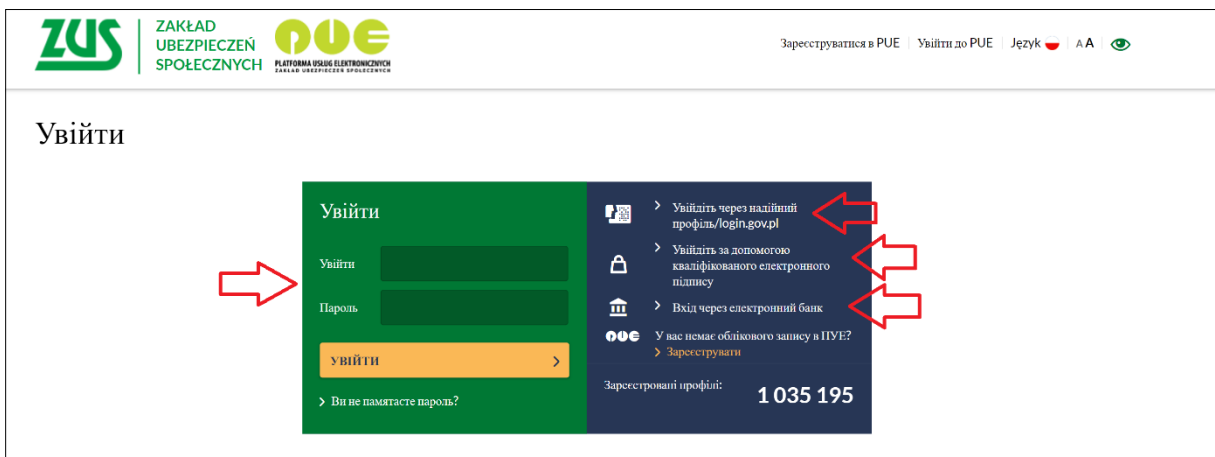 ZUS
ZAKŁAD
UBEZPIECZEŃ
SPOŁECZNYCH
PUE
PLATFORMA USŁUG ELEKTRONICZNYCH
ZAKŁAD UBEZPIECZEŃ SPOŁECZNYCH
Зареєструватися в PUE
Увійти до PUE
Język
A A
Увійти
Увійти
Увійти
Пароль
УВІЙТИ
Ви не памятаєте пароль?
Увійдіть через надійний
профіль/login.gov.pl
Увійдіть за допомогою
кваліфікованого електронного
підпису
Вхід через електронний банк
PUE
У вас немає облікового запису в ПУЕ?
Зареєструвати
Зареєстровані профілі:
1 035 195